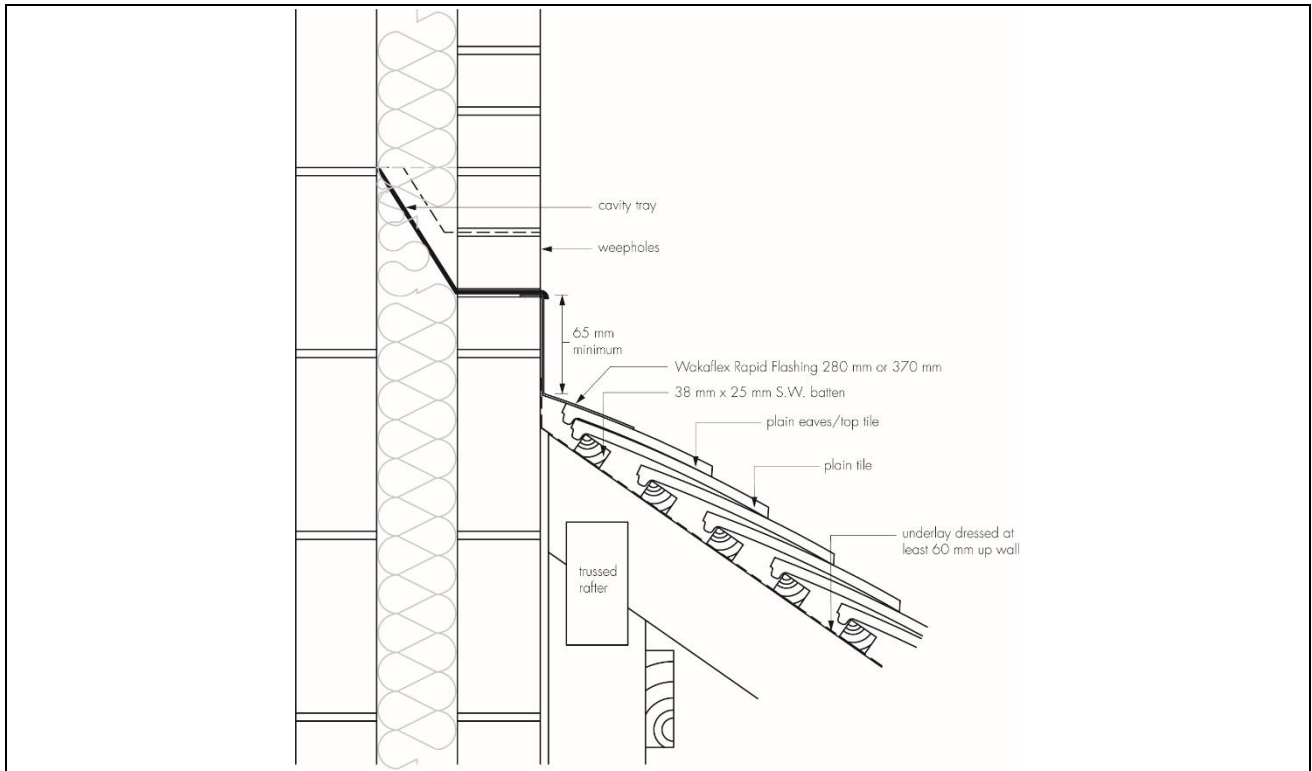 cavity tray
weepholes
65 mm
minimum
Wakaflex Rapid Flashing 280 mm or 370 mm
38 mm x 25 mm S.W. batten
plain eaves/top tile
plain tile
underlay dressed at
least 60 mm up wall
trussed
rafter